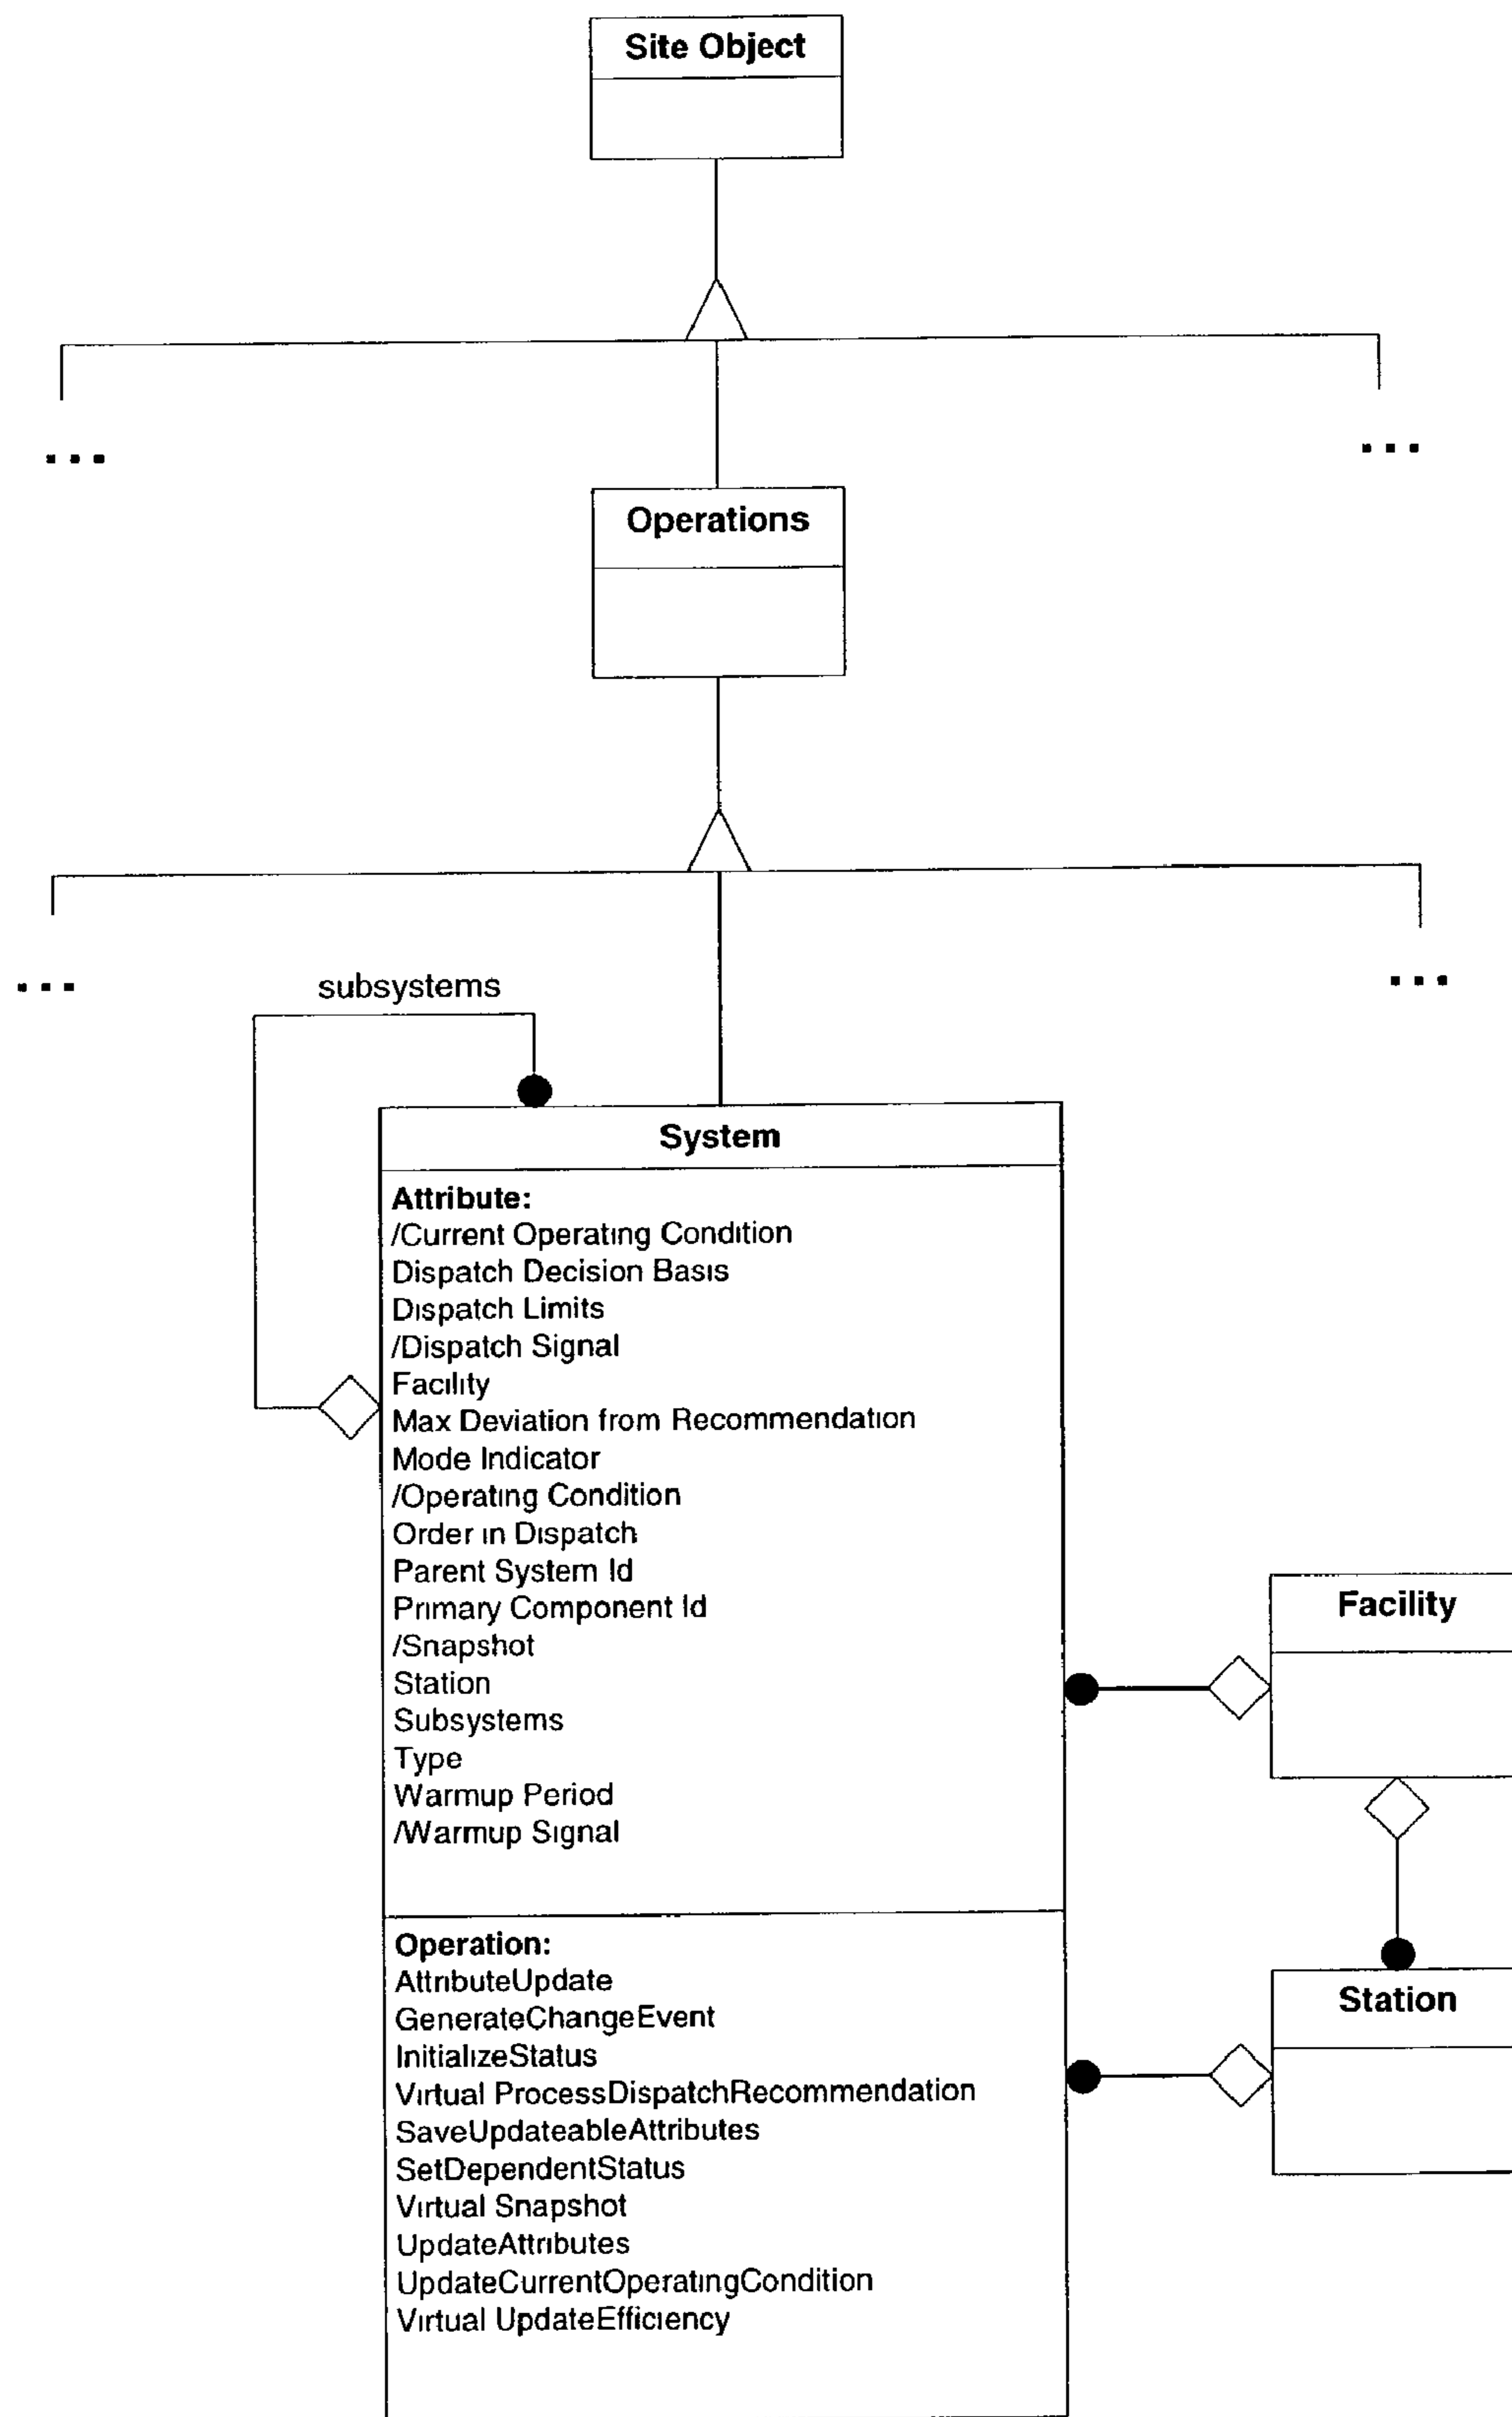 Site Object
...
...
Operations
...
...
subsystems
System
Attribute:
/Current Operating Condition
Dispatch Decision Basis
Dispatch Limits
/Dispatch Signal
Facility
Max Deviation from Recommendation
Mode Indicator
/Operating Condition
Order in Dispatch
Parent System Id
Primary Component Id
/Snapshot
Station
Subsystems
Type
Warmup Period
/Warmup Signal
Facility
Operation:
AttributeUpdate
GenerateChangeEvent
InitializeStatus
Virtual ProcessDispatchRecommendation
SaveUpdateableAttributes
SetDependentStatus
Virtual Snapshot
UpdateAttributes
UpdateCurrentOperatingCondition
Virtual UpdateEfficiency
Station